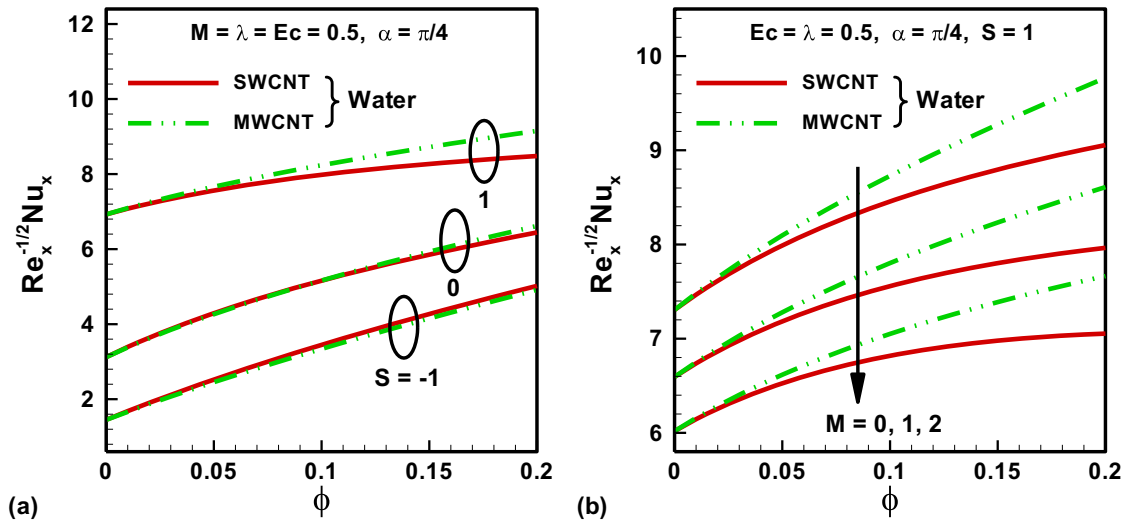 M = λ = Ec = 0.5, α = π/4
SWCNT
MWCNT
Water
1
0
S = -1
12
10
8
6
4
2
0
0.05
0.1
0.15
0.2
Re_x^{-1/2}Nu_x
ϕ
(a)
Ec = λ = 0.5, α = π/4, S = 1
SWCNT
MWCNT
Water
M = 0, 1, 2
10
9
8
7
6
0
0.05
0.1
0.15
0.2
Re_x^{-1/2}Nu_x
ϕ
(b)